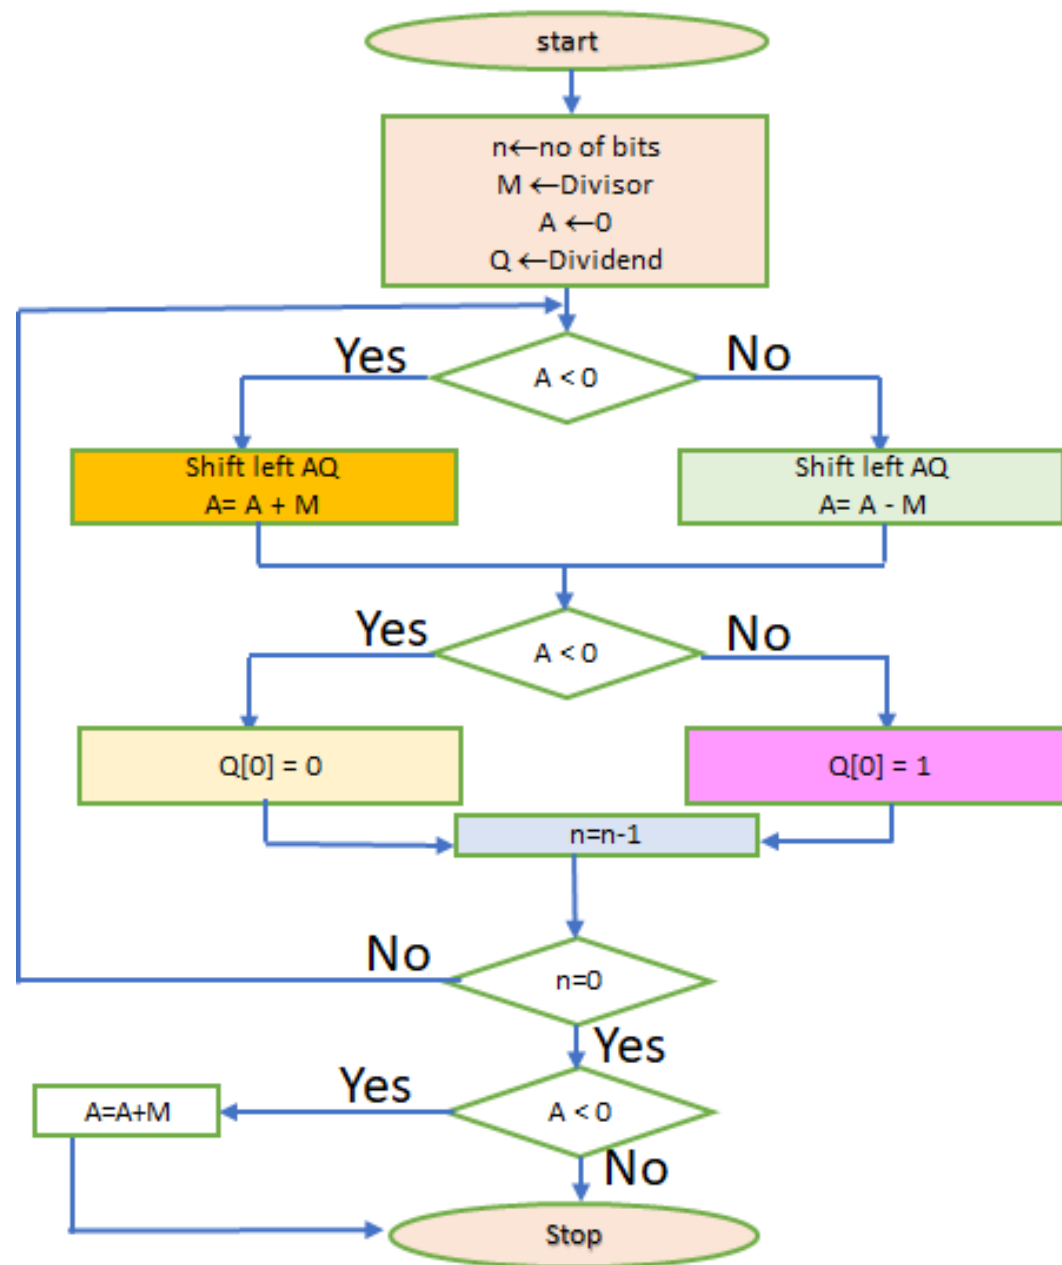 start
n←no of bits
M ←Divisor
A ←0
Q ←Dividend
Yes
A < 0
No
Shift left AQ
A= A + M
Shift left AQ
A= A - M
Yes
A < 0
No
Q[0] = 0
Q[0] = 1
n=n-1
No
n=0
Yes
Yes
A=A+M
A < 0
No
Stop